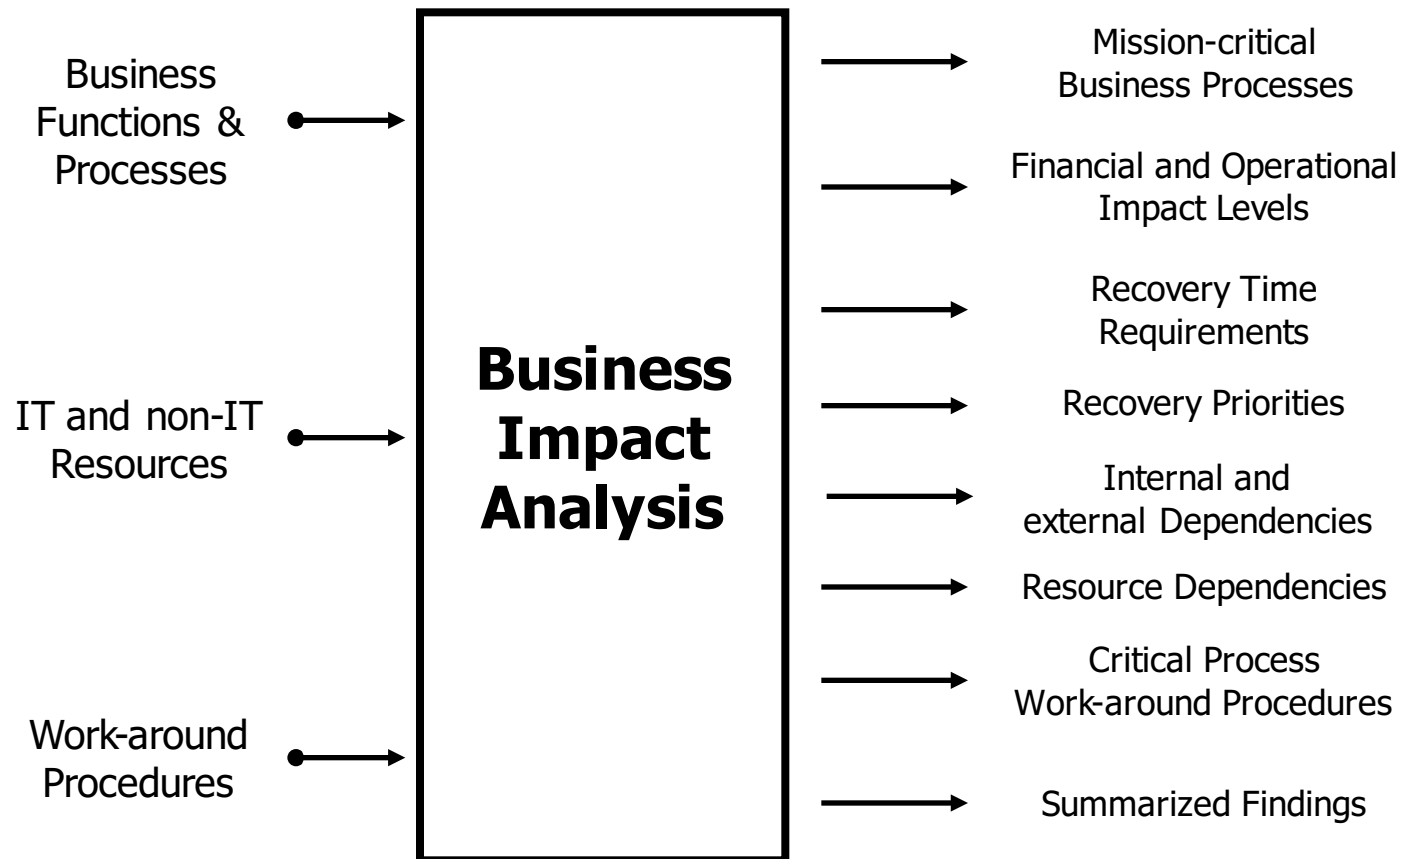 Business
Functions &
Processes
IT and non-IT
Resources
Work-around
Procedures
Business
Impact
Analysis
Mission-critical
Business Processes
Financial and Operational
Impact Levels
Recovery Time
Requirements
Recovery Priorities
Internal and
external Dependencies
Resource Dependencies
Critical Process
Work-around Procedures
Summarized Findings